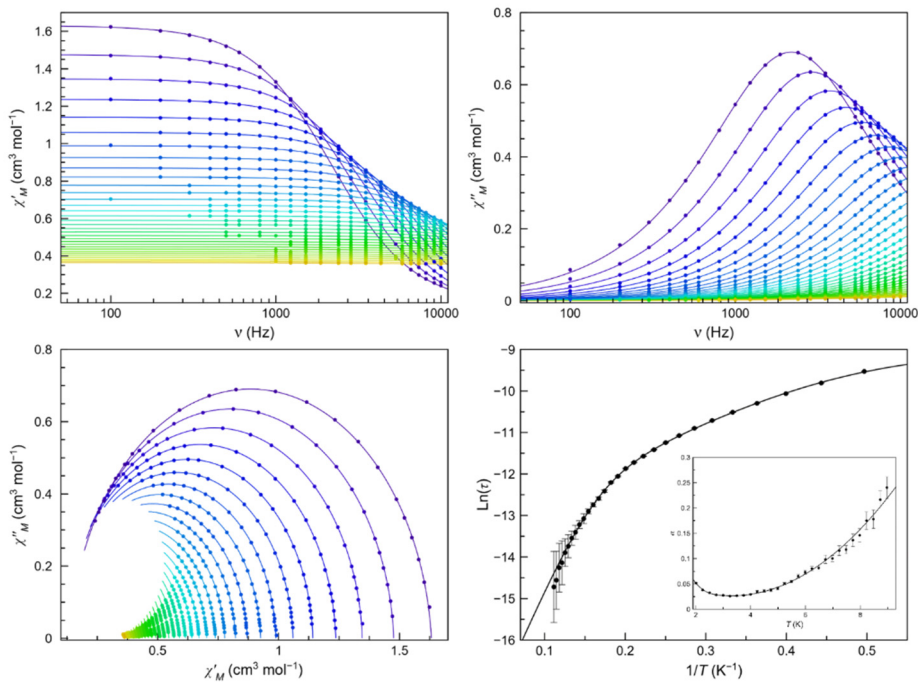 χ′M (cm³ mol⁻¹)
1.6
1.4
1.2
1
0.8
0.6
0.4
0.2
100 1000 10000
ν (Hz)
χ″M (cm³ mol⁻¹)
0.8
0.6
0.4
0.2
0
100 1000 10000
ν (Hz)
χ″M (cm³ mol⁻¹)
0.8
0.6
0.4
0.2
0
0.5 1 1.5
χ′M (cm³ mol⁻¹)
Ln(τ)
−9
−10
−11
−12
−13
−14
−15
−16
0.1 0.2 0.3 0.4 0.5
1/T (K⁻¹)
0.3
0.25
0.2
0.15
0.1
0.05
0
2 4 6 8
T (K)